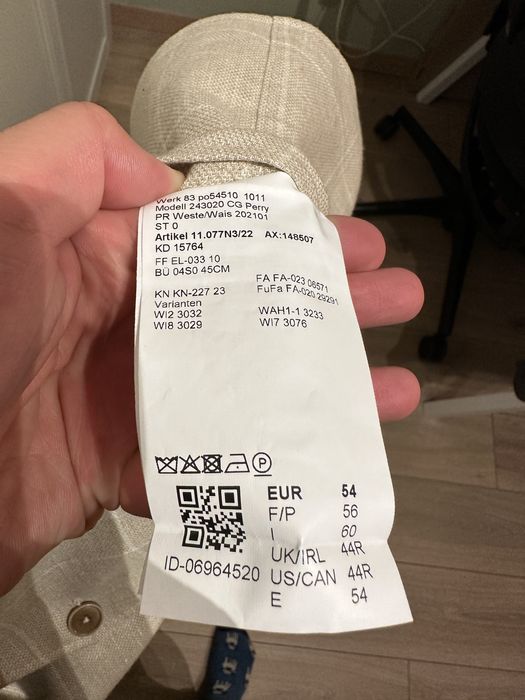 Werk 83 po54510 1011
Modell 243020 CG Perry
PR Weste/Wais 202101
ST 0
Artikel 11.077N3/22 AX:148507
KD 15764
FF EL-033 10
BÜ 04S0 45CM
FA FA-023 06571
KN KN-227 23 FuFa FA-020 29291
Varianten
WI2 3032 WAH1-1 3233
WI8 3029 WI7 3076
P
EUR 54
F/P 56
I 60
UK/IRL 44R
ID-06964520 US/CAN 44R
E 54